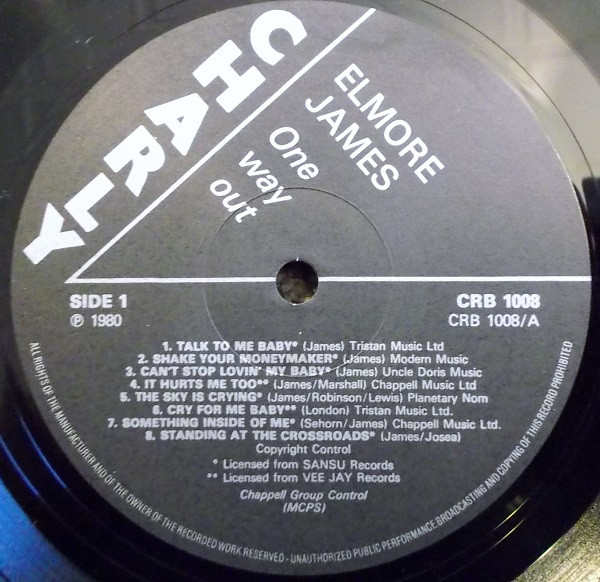 CHARLY
ELMORE
JAMES
One
way
out
SIDE 1
℗ 1980
CRB 1008
CRB 1008/A
1. TALK TO ME BABY* (James) Tristan Music Ltd
2. SHAKE YOUR MONEYMAKER* (James) Modern Music
3. CAN'T STOP LOVIN' MY BABY* (James) Uncle Doris Music
4. IT HURTS ME TOO** (James/Marshall) Chappell Music Ltd
5. THE SKY IS CRYING* (James/Robinson/Lewis) Planetary Nom
6. CRY FOR ME BABY** (London) Tristan Music Ltd.
7. SOMETHING INSIDE OF ME* (Sehorn/James) Chappell Music Ltd.
8. STANDING AT THE CROSSROADS* (James/Josea)
Copyright Control
* Licensed from SANSU Records
** Licensed from VEE JAY Records
Chappell Group Control
(MCPS)
ALL RIGHTS OF THE MANUFACTURER AND OF THE OWNER OF THE RECORDED WORK RESERVED - UNAUTHORIZED PUBLIC PERFORMANCE BROADCASTING AND COPYING OF THIS RECORD PROHIBITED